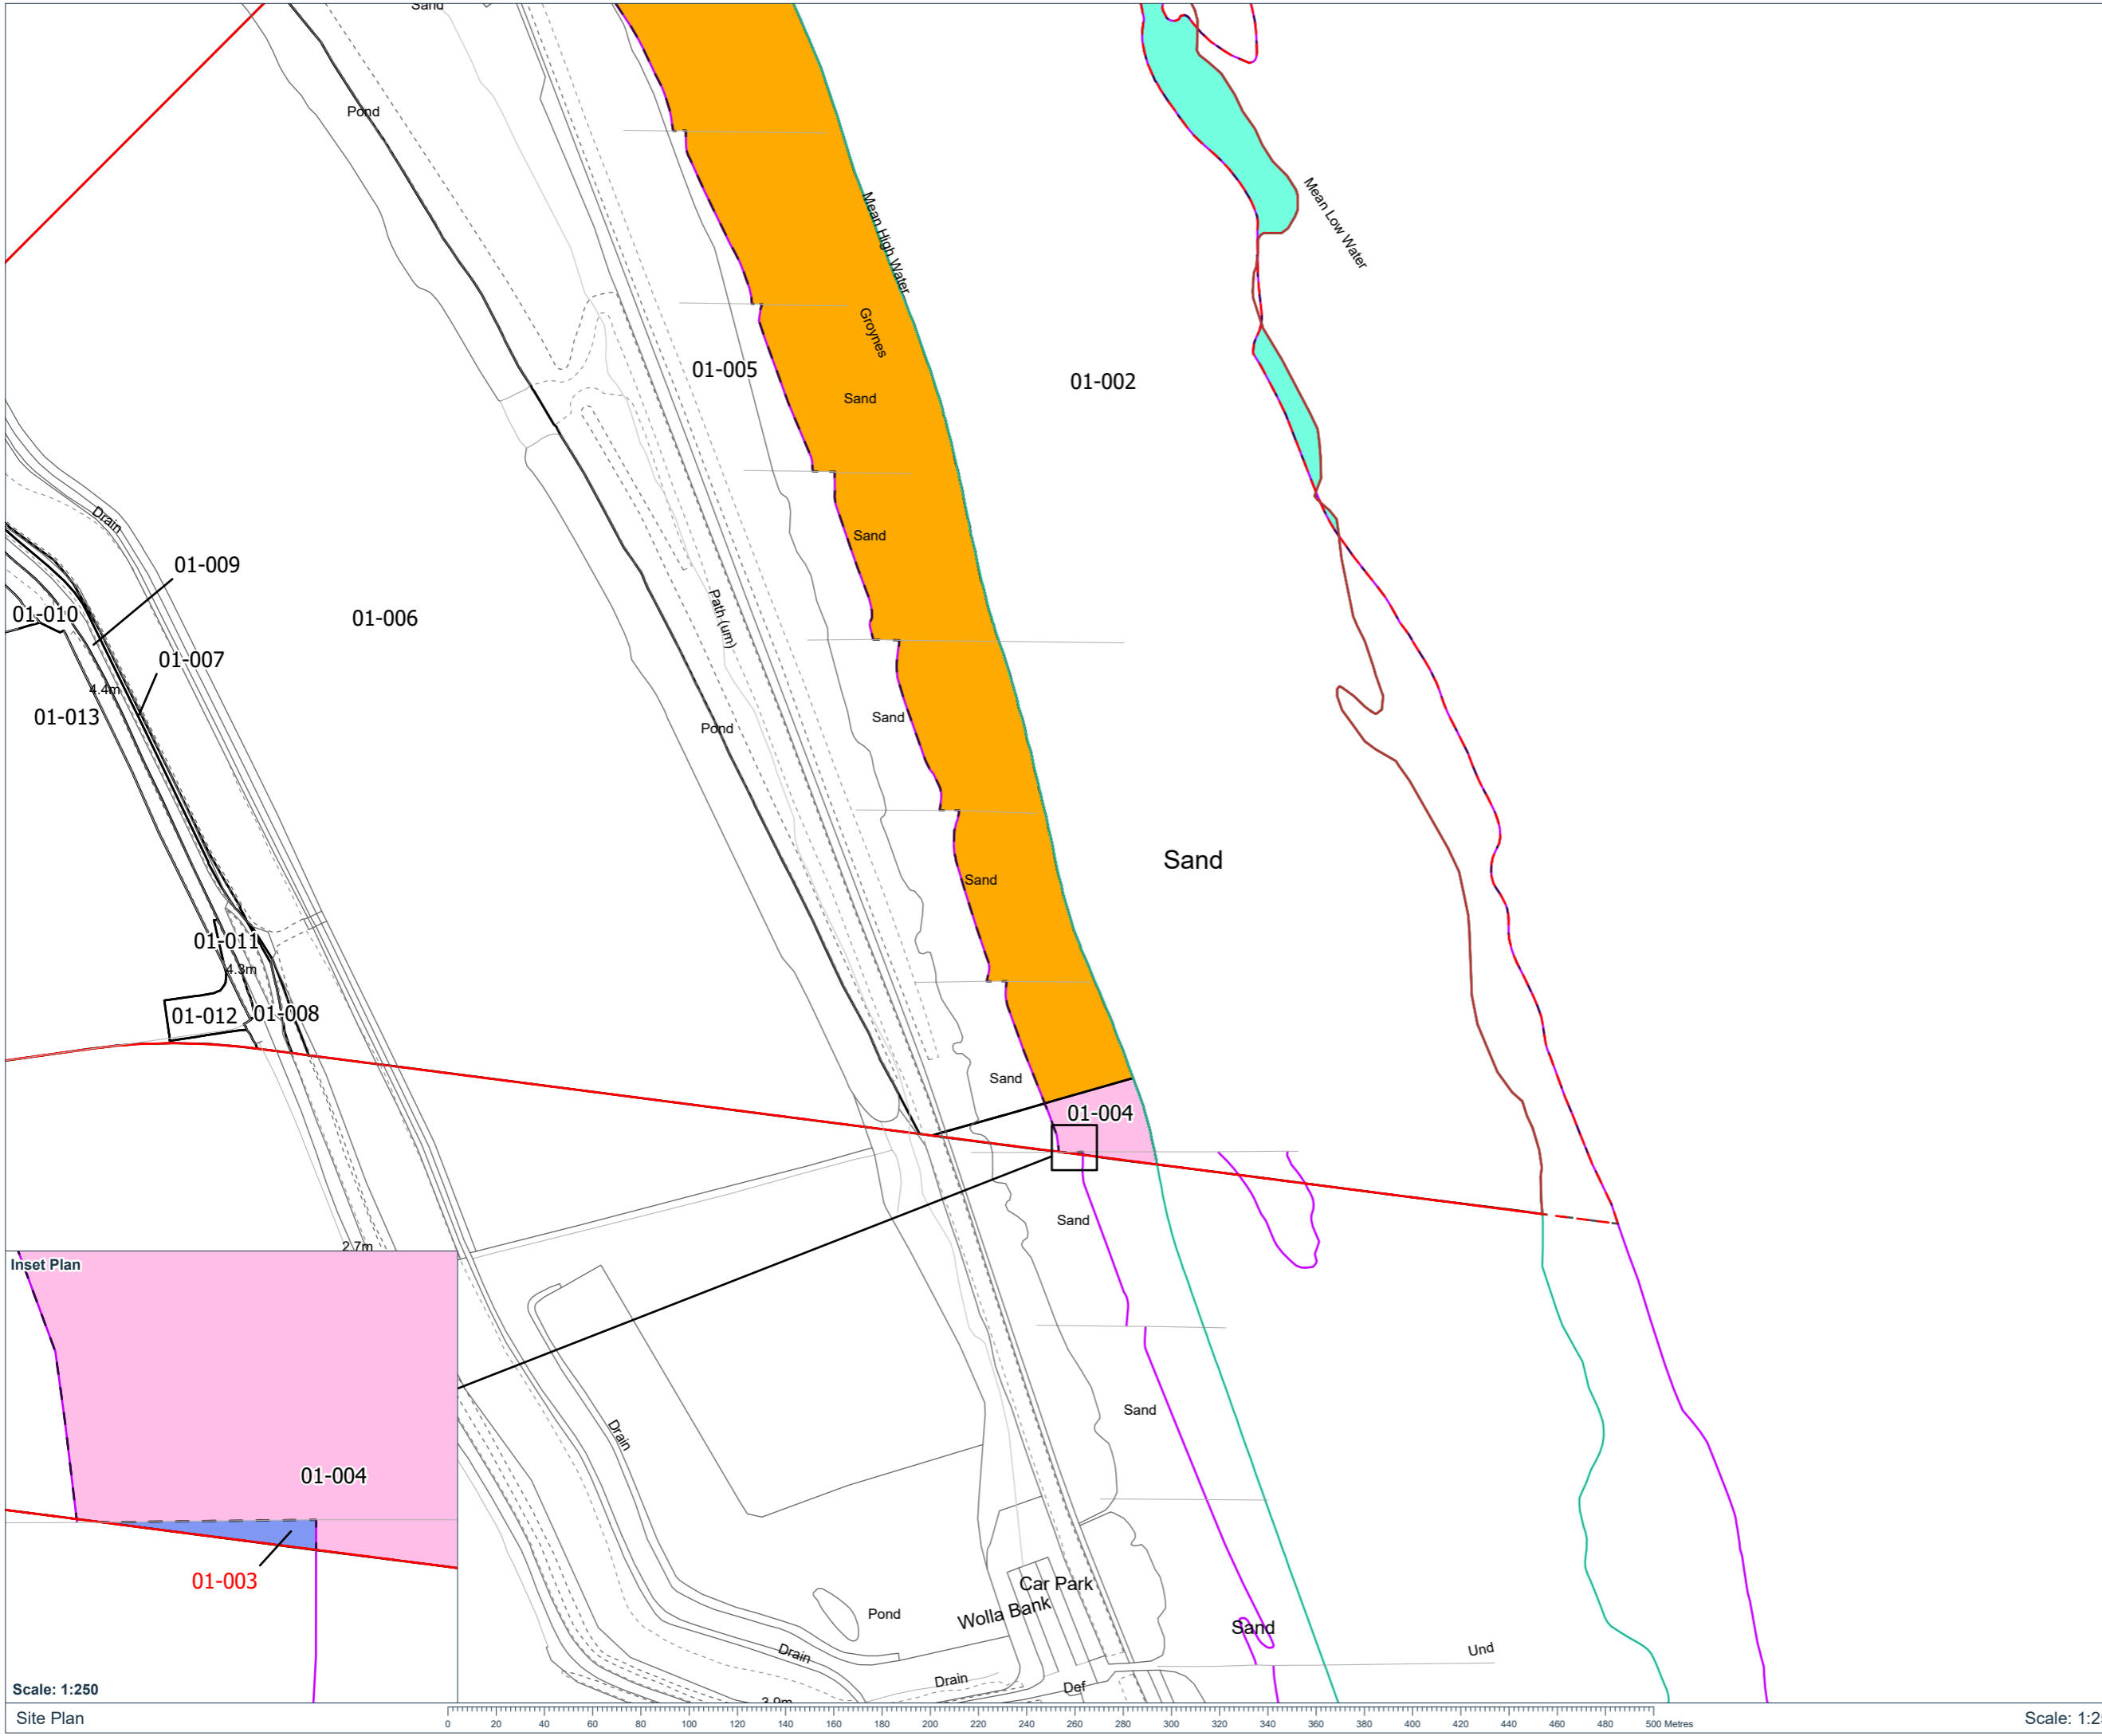 Sand
Pond
Mean High Water
Mean Low Water
Groynes
01-005
01-002
Sand
Drain
Sand
01-009
01-010
01-006
Path (um)
01-007
4.4m
01-013
Sand
Pond
Sand
Sand
01-011
4.3m
01-012
01-008
Sand
01-004
Sand
2.7m
Inset Plan
Sand
Drain
01-004
01-003
Car Park
Wolla Bank
Pond
Sand
Und
Drain
Drain
Def
Scale: 1:250
3.9m
Site Plan
0 20 40 60 80 100 120 140 160 180 200 220 240 260 280 300 320 340 360 380 400 420 440 460 480 500 Metres
Scale: 1:25